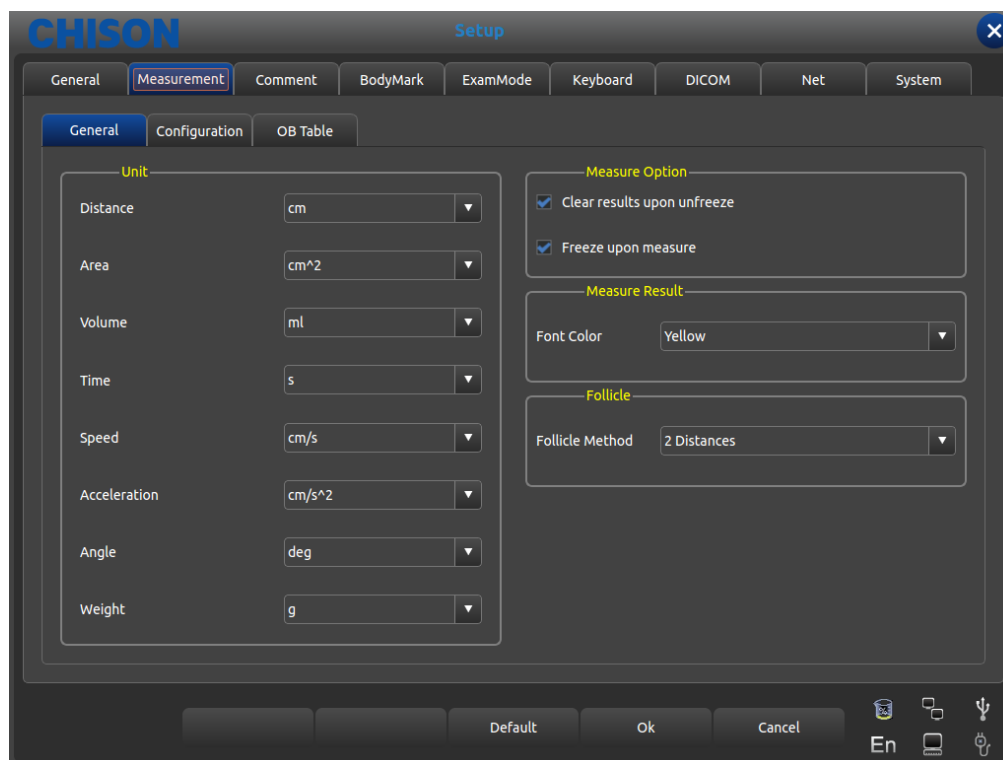 CHISON
Setup
General Measurement Comment BodyMark ExamMode Keyboard DICOM Net System
General Configuration OB Table
Unit
Distance cm
Area cm^2
Volume ml
Time s
Speed cm/s
Acceleration cm/s^2
Angle deg
Weight g
Measure Option
Clear results upon unfreeze
Freeze upon measure
Measure Result
Font Color Yellow
Follicle
Follicle Method 2 Distances
Default Ok Cancel
En